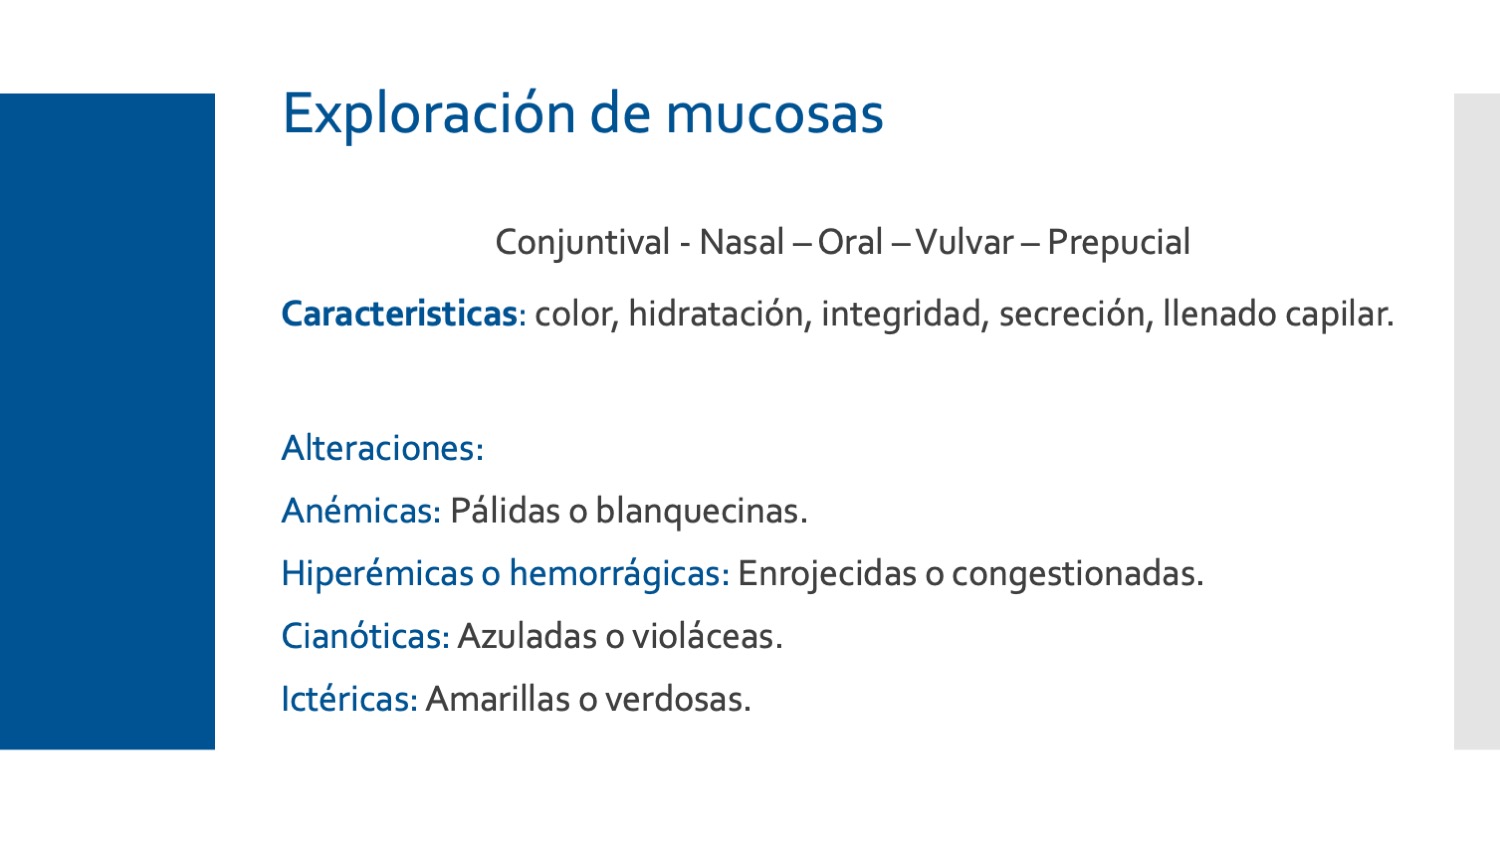 Exploración de mucosas
Conjuntival - Nasal – Oral – Vulvar – Prepucial
Caracteristicas: color, hidratación, integridad, secreción, llenado capilar.
Alteraciones:
Anémicas: Pálidas o blanquecinas.
Hiperémicas o hemorrágicas: Enrojecidas o congestionadas.
Cianóticas: Azuladas o violáceas.
Ictéricas: Amarillas o verdosas.